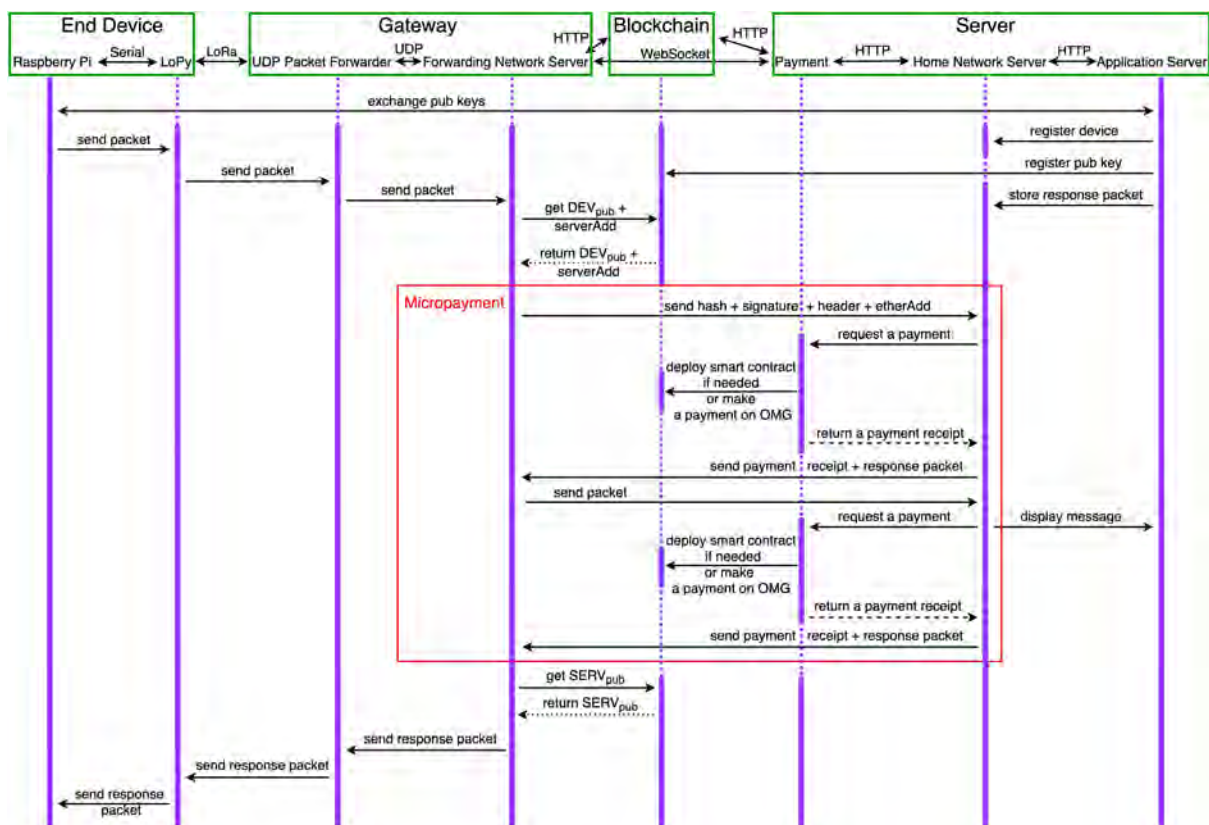 End Device
Gateway
Blockchain
Server
Raspberry Pi
Serial
LoPy
LoRa
UDP Packet Forwarder
UDP
Forwarding Network Server
HTTP
WebSocket
HTTP
Payment
HTTP
Home Network Server
HTTP
Application Server
exchange pub keys
send packet
register device
send packet
register pub key
send packet
store response packet
get DEVpub +
serverAdd
return DEVpub +
serverAdd
Micropayment
send hash + signature + header + etherAdd
request a payment
deploy smart contract
if needed
or make
a payment on OMG
return a payment receipt
send payment receipt + response packet
send packet
request a payment
display message
deploy smart contract
if needed
or make
a payment on OMG
return a payment receipt
send payment receipt + response packet
get SERVpub
return SERVpub
send response packet
send response packet
send response
packet